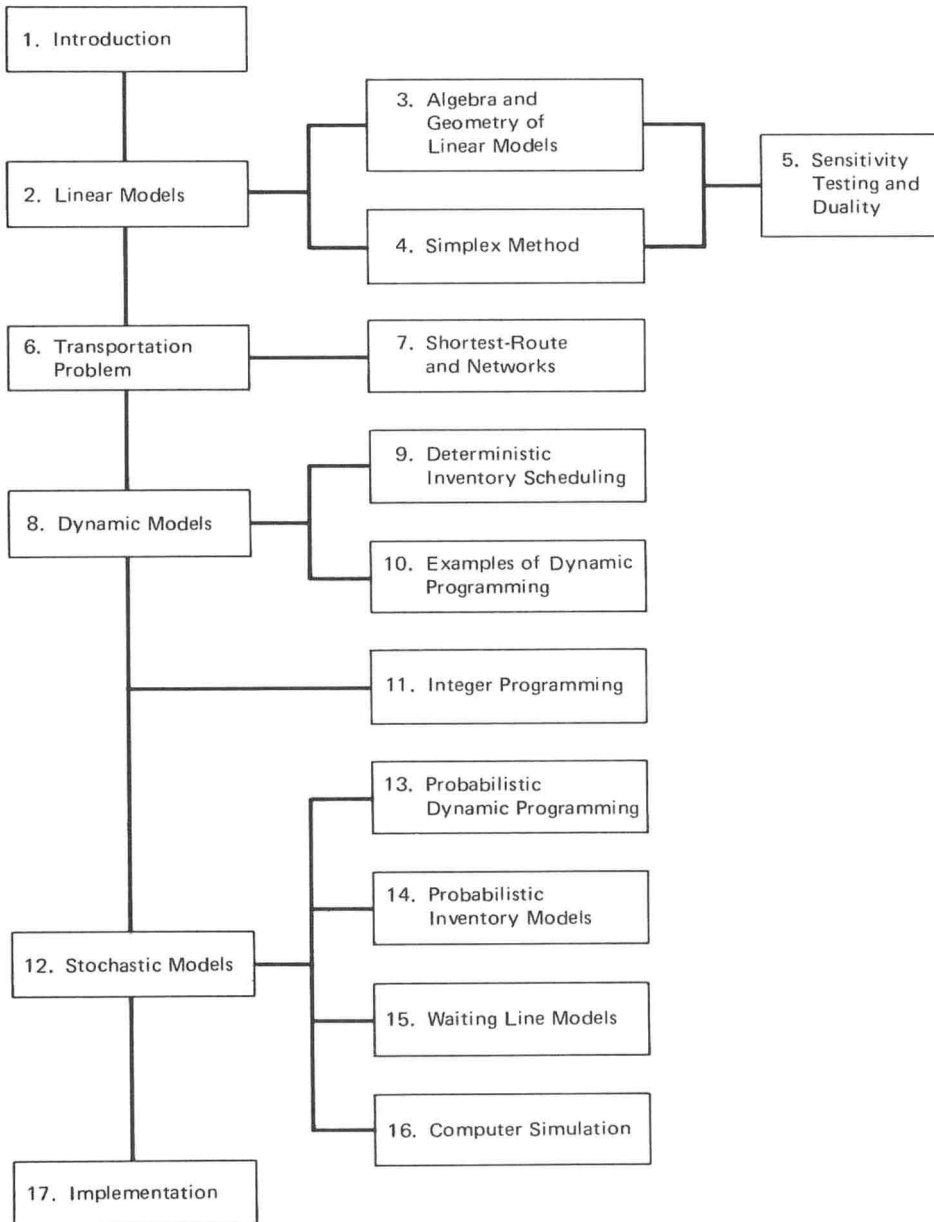 1. Introduction
2. Linear Models
3. Algebra and
Geometry of
Linear Models
4. Simplex Method
5. Sensitivity
Testing and
Duality
6. Transportation
Problem
7. Shortest-Route
and Networks
8. Dynamic Models
9. Deterministic
Inventory Scheduling
10. Examples of Dynamic
Programming
11. Integer Programming
12. Stochastic Models
13. Probabilistic
Dynamic Programming
14. Probabilistic
Inventory Models
15. Waiting Line Models
16. Computer Simulation
17. Implementation